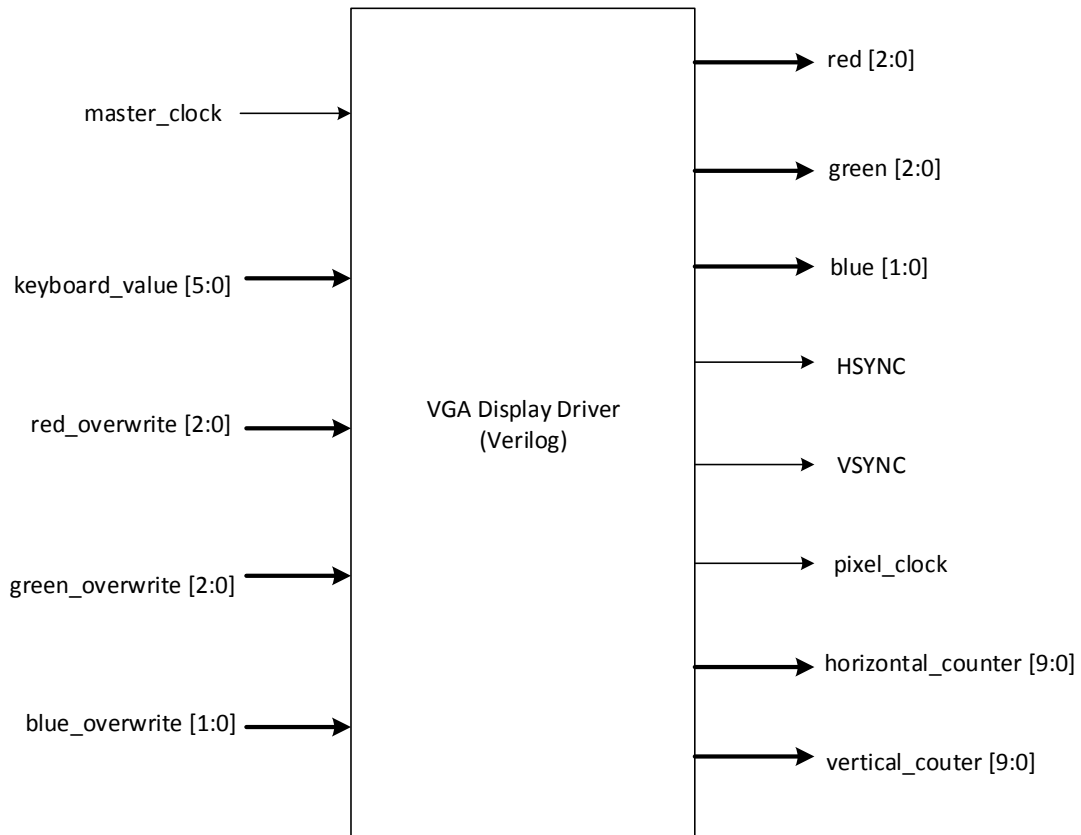 master_clock
keyboard_value [5:0]
red_overwrite [2:0]
green_overwrite [2:0]
blue_overwrite [1:0]
VGA Display Driver
(Verilog)
red [2:0]
green [2:0]
blue [1:0]
HSYNC
VSYNC
pixel_clock
horizontal_counter [9:0]
vertical_couter [9:0]